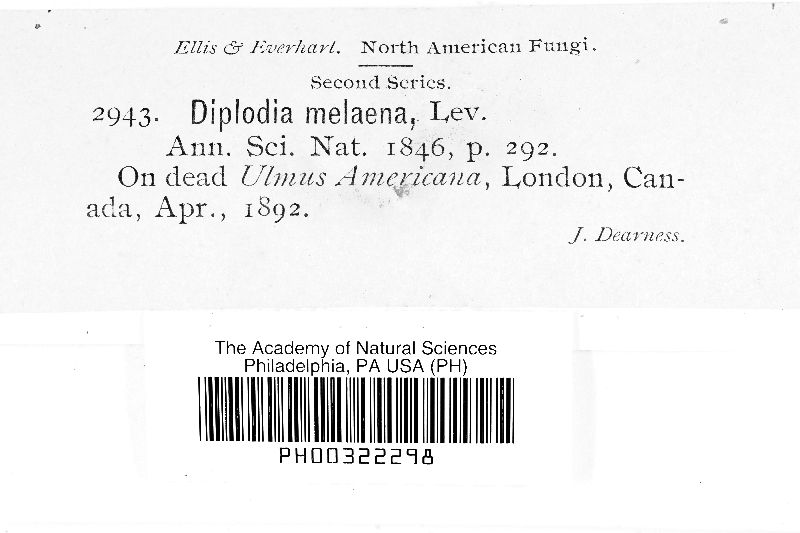 Ellis & Everhart. North American Fungi.
Second Series.
2943. Diplodia melaena, Lev.
Ann. Sci. Nat. 1846, p. 292.
On dead Ulmus Americana, London, Can-
ada, Apr., 1892.
J. Dearness.
The Academy of Natural Sciences
Philadelphia, PA USA (PH)
PH00322298